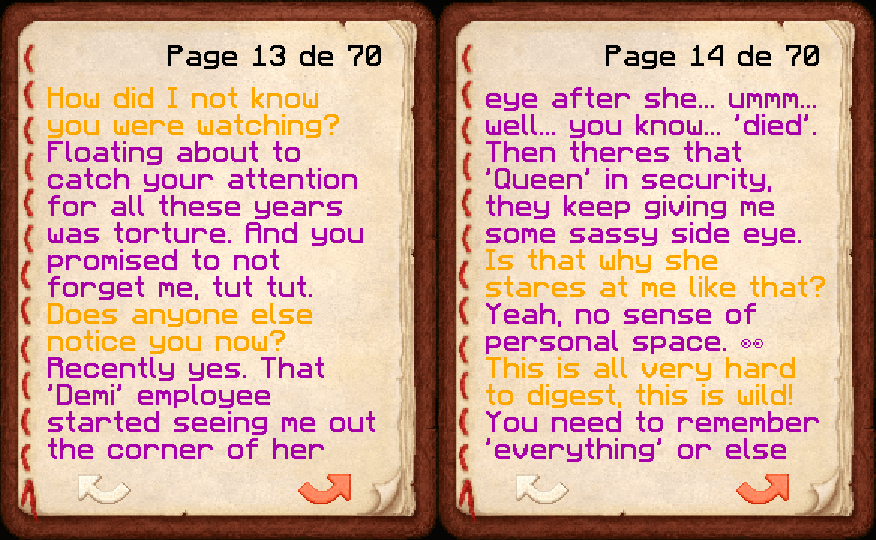 Page 13 de 70
How did I not know
you were watching?
Floating about to
catch your attention
for all these years
was torture. And you
promised to not
forget me, tut tut.
Does anyone else
notice you now?
Recently yes. That
'Demi' employee
started seeing me out
the corner of her
Page 14 de 70
eye after she... ummm...
well... you know... 'died'.
Then theres that
'Queen' in security,
they keep giving me
some sassy side eye.
Is that why she
stares at me like that?
Yeah, no sense of
personal space. ⊙⊙
This is all very hard
to digest, this is wild!
You need to remember
'everything' or else